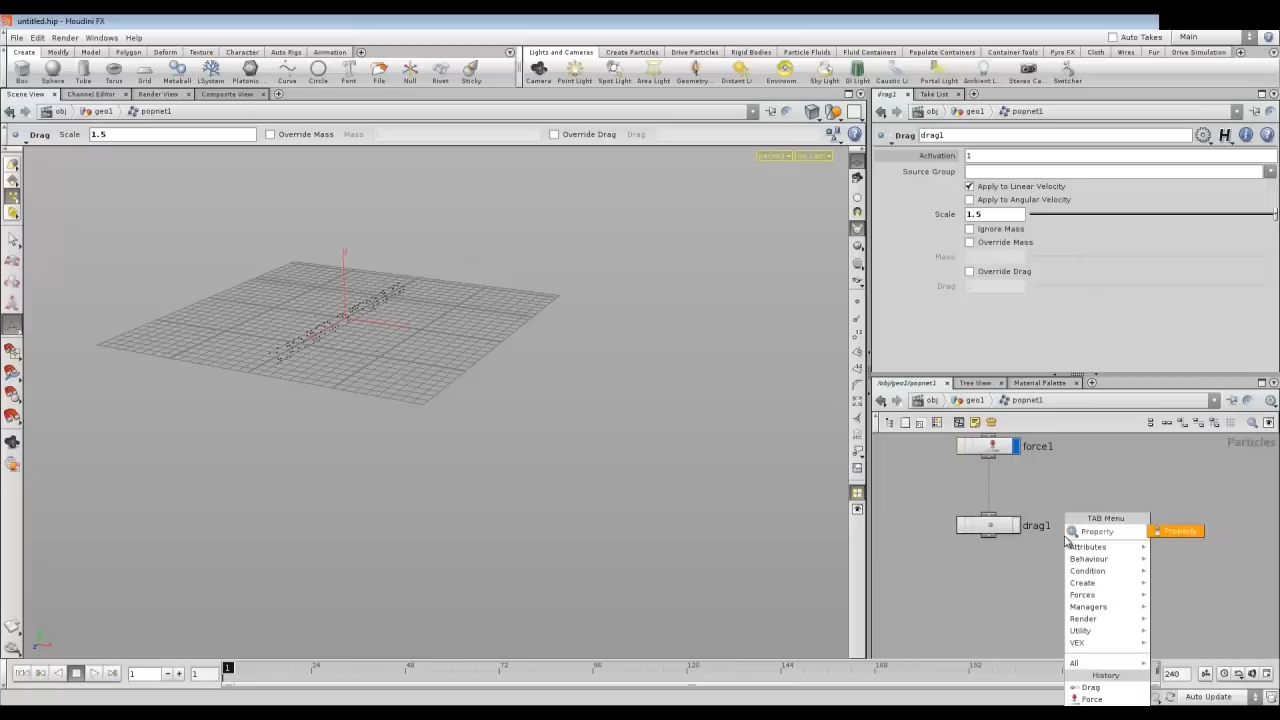 untitled.hip - Houdini FX
File Edit Render Windows Help
Auto Takes Main
Create Modify Model Polygon Deform Texture Character Auto Rigs Animation
Lights and Cameras Create Particles Drive Particles Rigid Bodies Particle Fluids Fluid Containers Populate Containers Container Tools Pyro FX Cloth Wires Fur Drive Simulation
Box Sphere Tube Torus Grid Metaball LSystem Platonic Curve Circle Font File Null Rivet Sticky
Camera Point Light Spot Light Area Light Geometry... Distant Li Environm... Sky Light GI Light Caustic Li Portal Light Ambient L... Stereo Ca... Switcher
Scene View Channel Editor Render View Composite View
obj geo1 popnet1
Drag Scale 1.5 Override Mass Mass Override Drag Drag
persp1 no cam
drag1 Take List
obj geo1 popnet1
Drag drag1
Activation 1
Source Group
Apply to Linear Velocity
Apply to Angular Velocity
Scale 1.5
Ignore Mass
Override Mass
Mass
Override Drag
Drag
/obj/geo1/popnet1 Tree View Material Palette
obj geo1 popnet1
Particles
force1
drag1
TAB Menu
Property Property
Attributes
Behaviour
Condition
Create
Forces
Managers
Render
Utility
VEX
All
History
Drag
Force
1 1 1 24 48 72 96 120 144 168 192 240
Auto Update